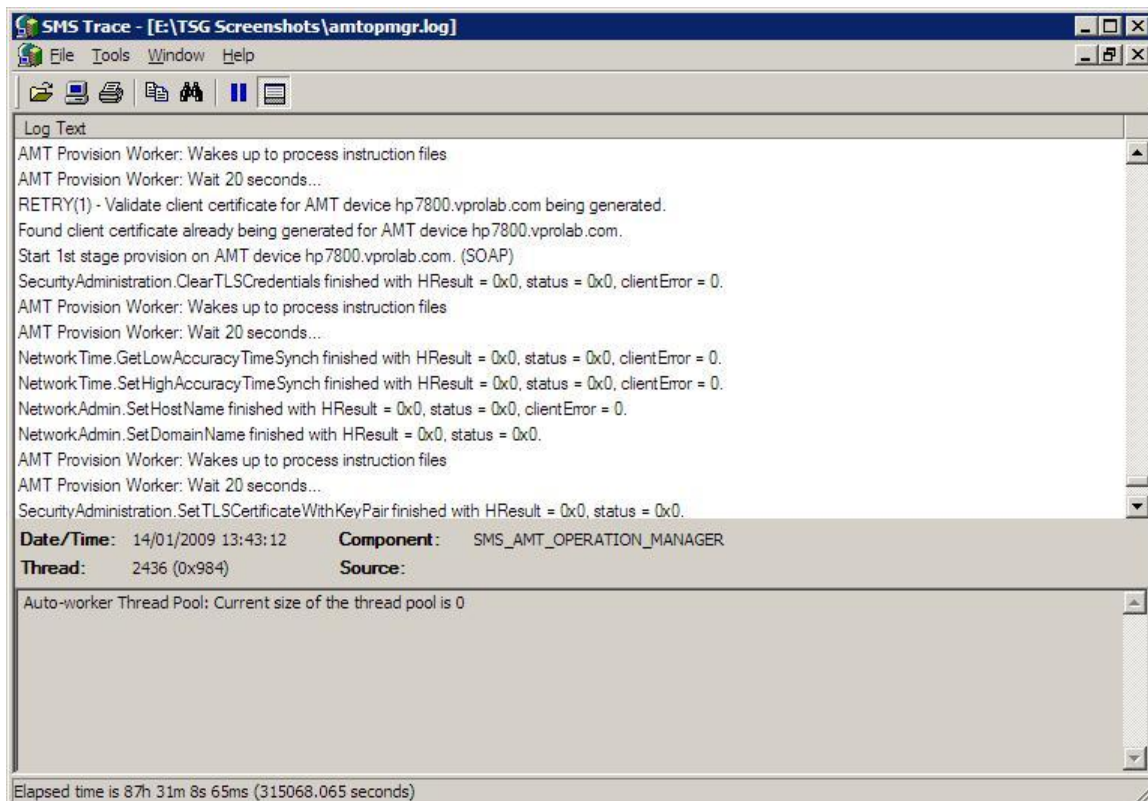 SMS Trace - [E:\TSG Screenshots\amtopmgr.log]
File Tools Window Help
Log Text
AMT Provision Worker: Wakes up to process instruction files
AMT Provision Worker: Wait 20 seconds...
RETRY(1) - Validate client certificate for AMT device hp7800.vprolab.com being generated.
Found client certificate already being generated for AMT device hp7800.vprolab.com.
Start 1st stage provision on AMT device hp7800.vprolab.com. (SOAP)
SecurityAdministration.ClearTLSCredentials finished with HResult = 0x0, status = 0x0, clientError = 0.
AMT Provision Worker: Wakes up to process instruction files
AMT Provision Worker: Wait 20 seconds...
NetworkTime.GetLowAccuracyTimeSynch finished with HResult = 0x0, status = 0x0, clientError = 0.
NetworkTime.SetHighAccuracyTimeSynch finished with HResult = 0x0, status = 0x0, clientError = 0.
NetworkAdmin.SetHostName finished with HResult = 0x0, status = 0x0, clientError = 0.
NetworkAdmin.SetDomainName finished with HResult = 0x0, status = 0x0.
AMT Provision Worker: Wakes up to process instruction files
AMT Provision Worker: Wait 20 seconds...
SecurityAdministration.SetTLSCertificateWithKeyPair finished with HResult = 0x0, status = 0x0.
Date/Time: 14/01/2009 13:43:12 Component: SMS_AMT_OPERATION_MANAGER
Thread: 2436 (0x984) Source:
Auto-worker Thread Pool: Current size of the thread pool is 0
Elapsed time is 87h 31m 8s 65ms (315068.065 seconds)